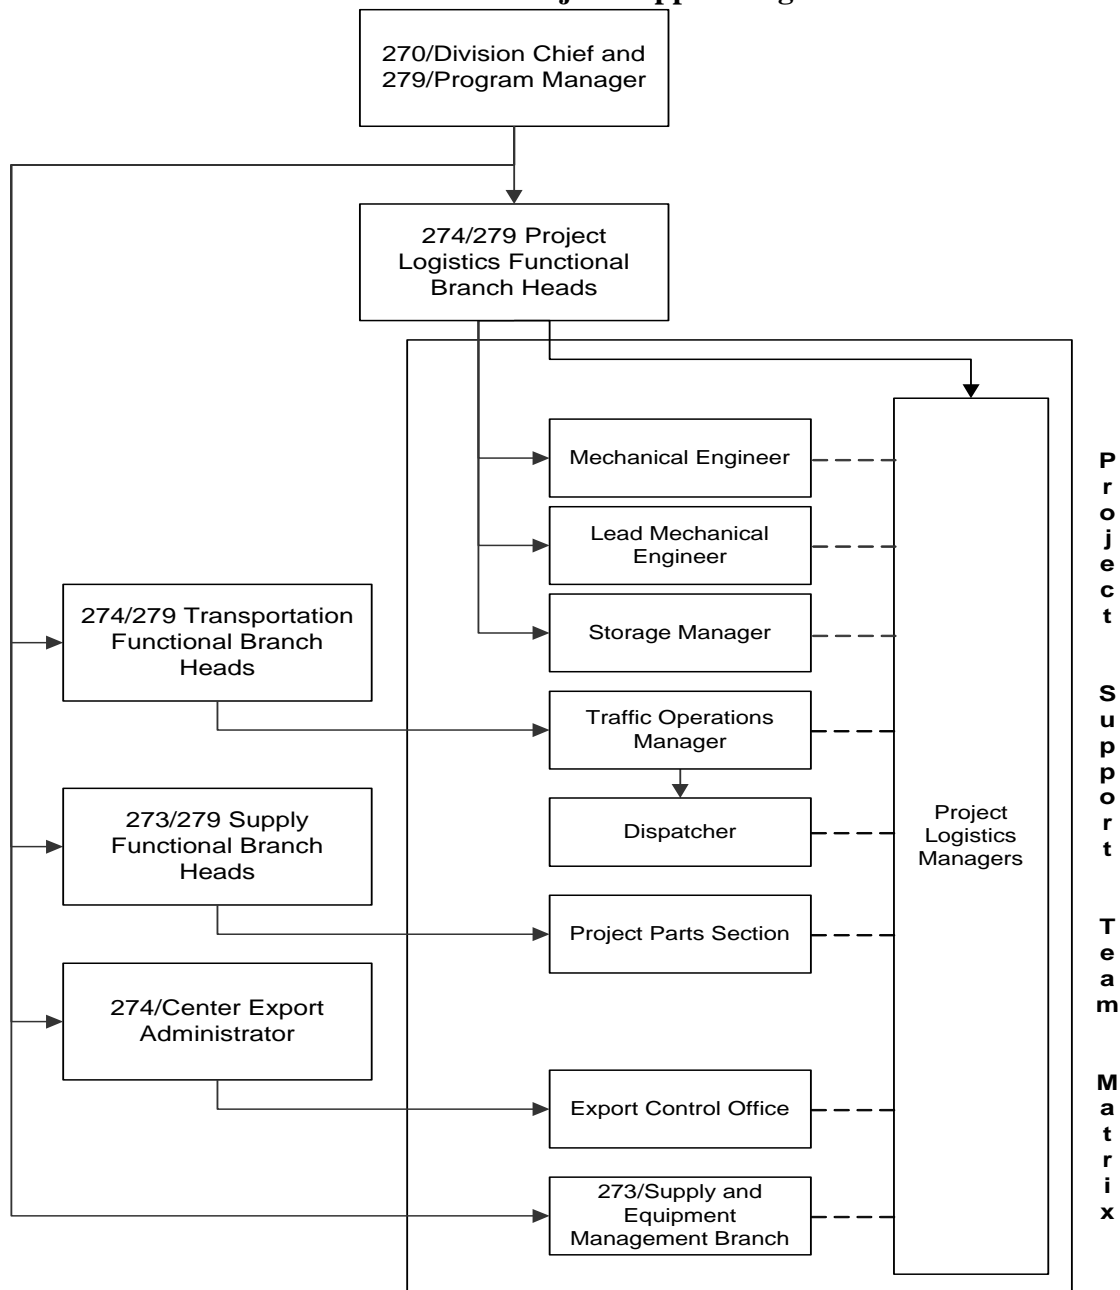 270/Division Chief and
279/Program Manager
274/279 Project
Logistics Functional
Branch Heads
Mechanical Engineer
Lead Mechanical
Engineer
Storage Manager
274/279 Transportation
Functional Branch
Heads
Traffic Operations
Manager
273/279 Supply
Functional Branch
Heads
Dispatcher
Project
Logistics
Managers
Project Parts Section
274/Center Export
Administrator
Export Control Office
273/Supply and
Equipment
Management Branch
Project Support Team Matrix